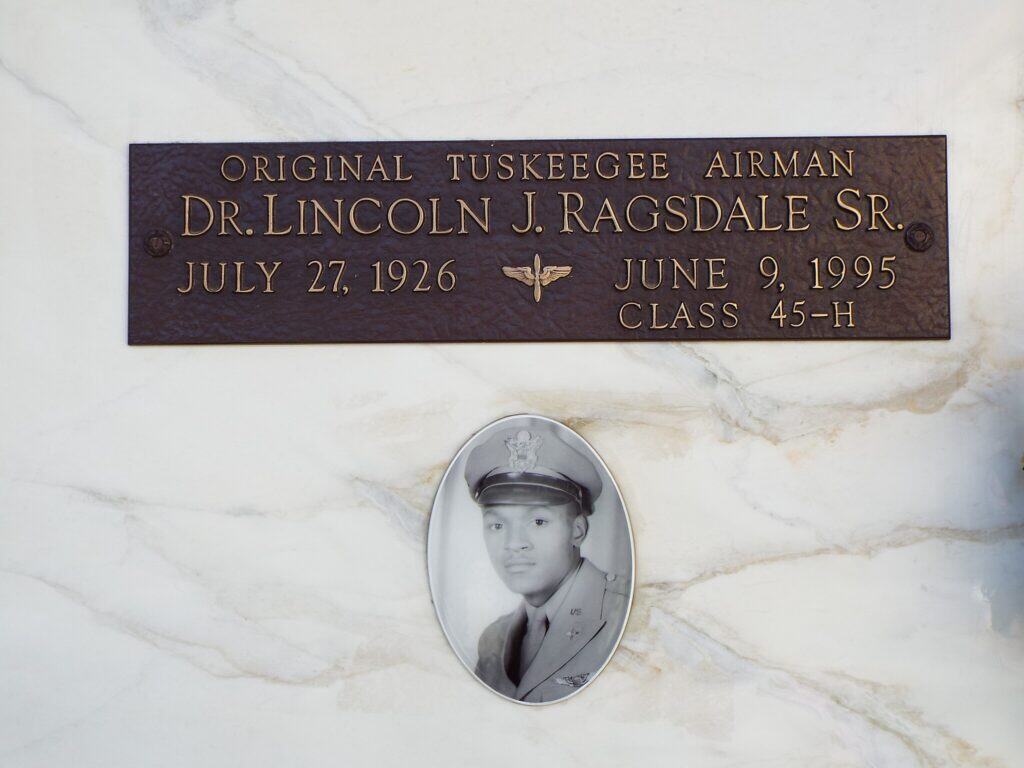 ORIGINAL TUSKEEGEE AIRMAN
DR. LINCOLN J. RAGSDALE SR.
JULY 27, 1926 JUNE 9, 1995
CLASS 45-H
U.S.